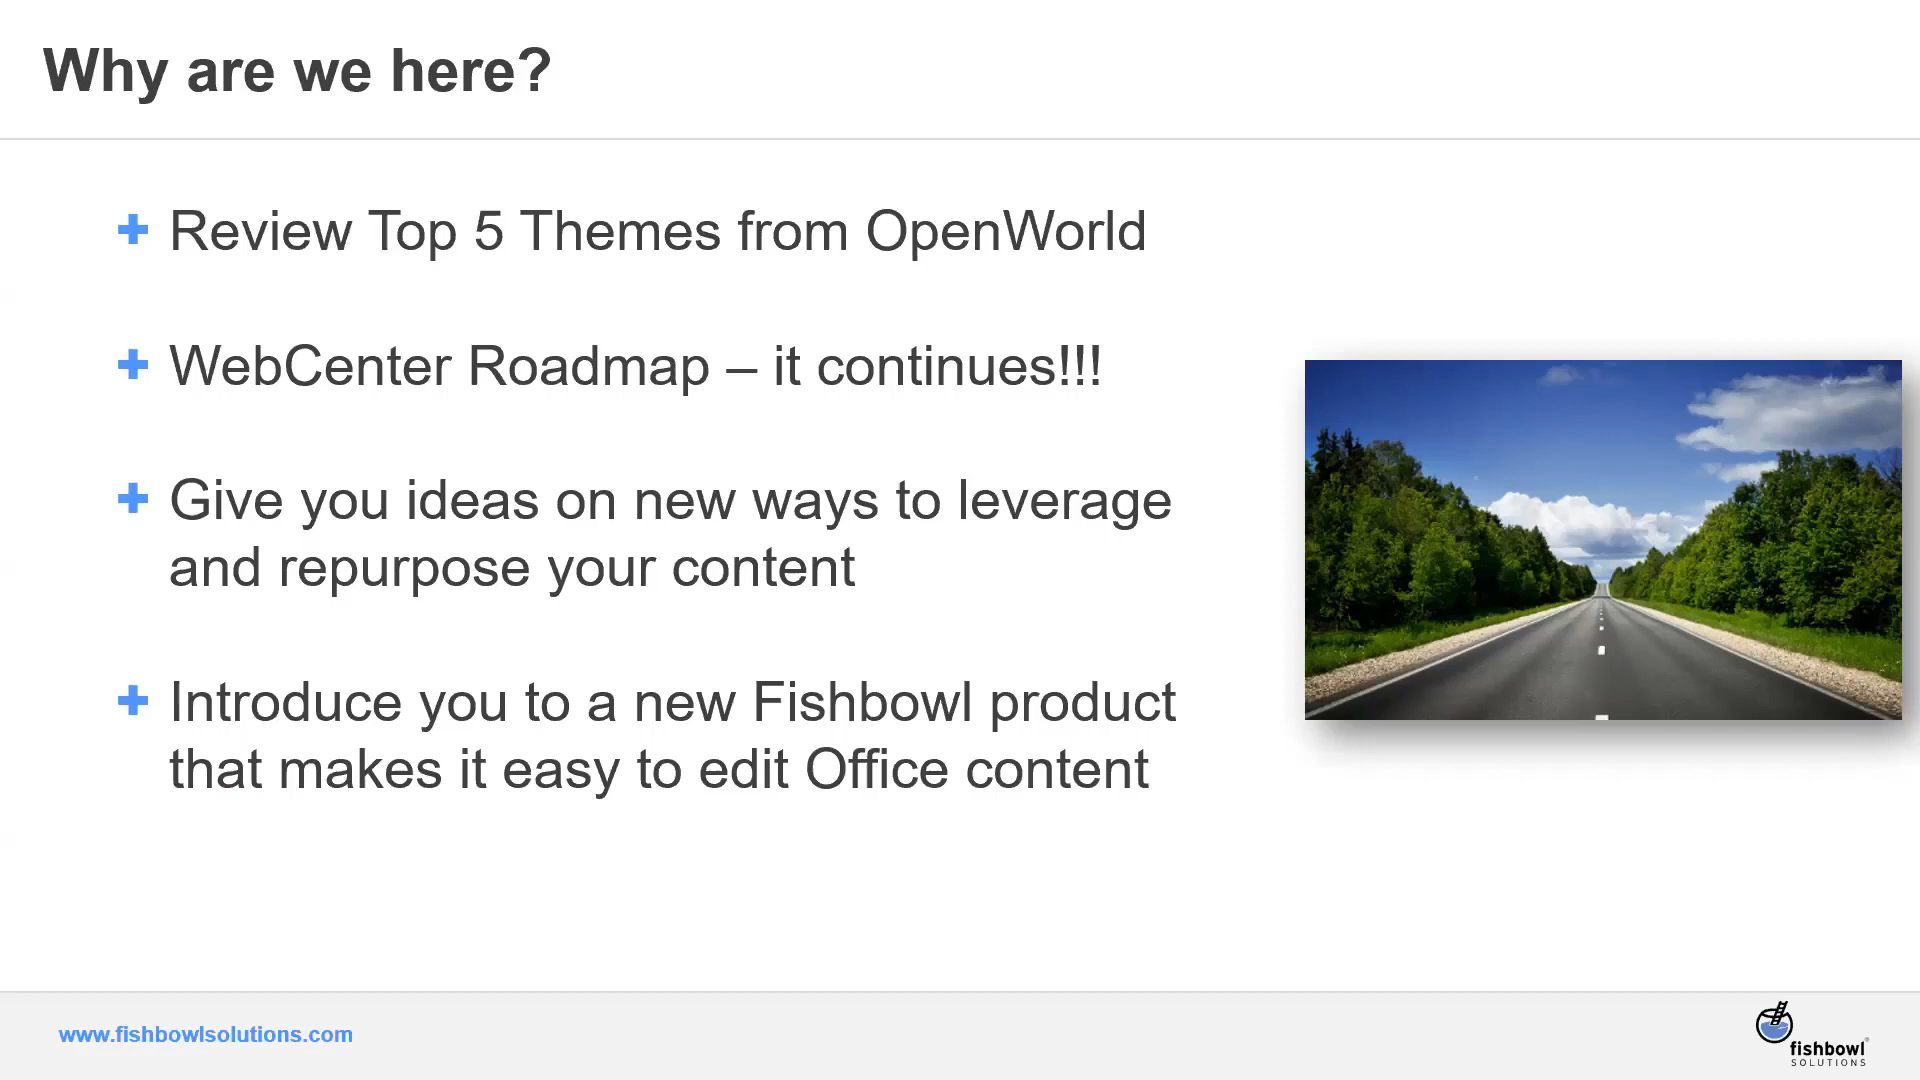 Why are we here?
Review Top 5 Themes from OpenWorld
WebCenter Roadmap – it continues!!!
Give you ideas on new ways to leverage
and repurpose your content
Introduce you to a new Fishbowl product
that makes it easy to edit Office content
www.fishbowlsolutions.com
fishbowl®
SOLUTIONS